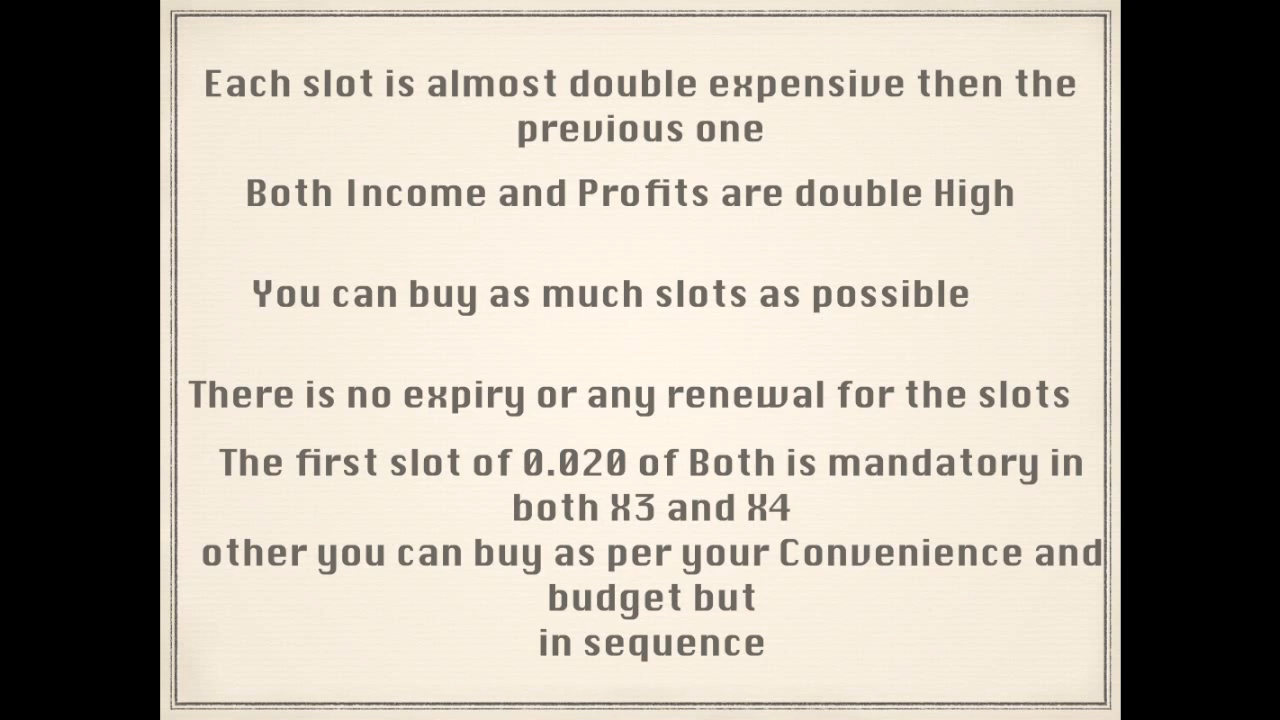 Each slot is almost double expensive then the
previous one
Both Income and Profits are double High
You can buy as much slots as possible
There is no expiry or any renewal for the slots
The first slot of 0.020 of Both is mandatory in
both X3 and X4
other you can buy as per your Convenience and
budget but
in sequence